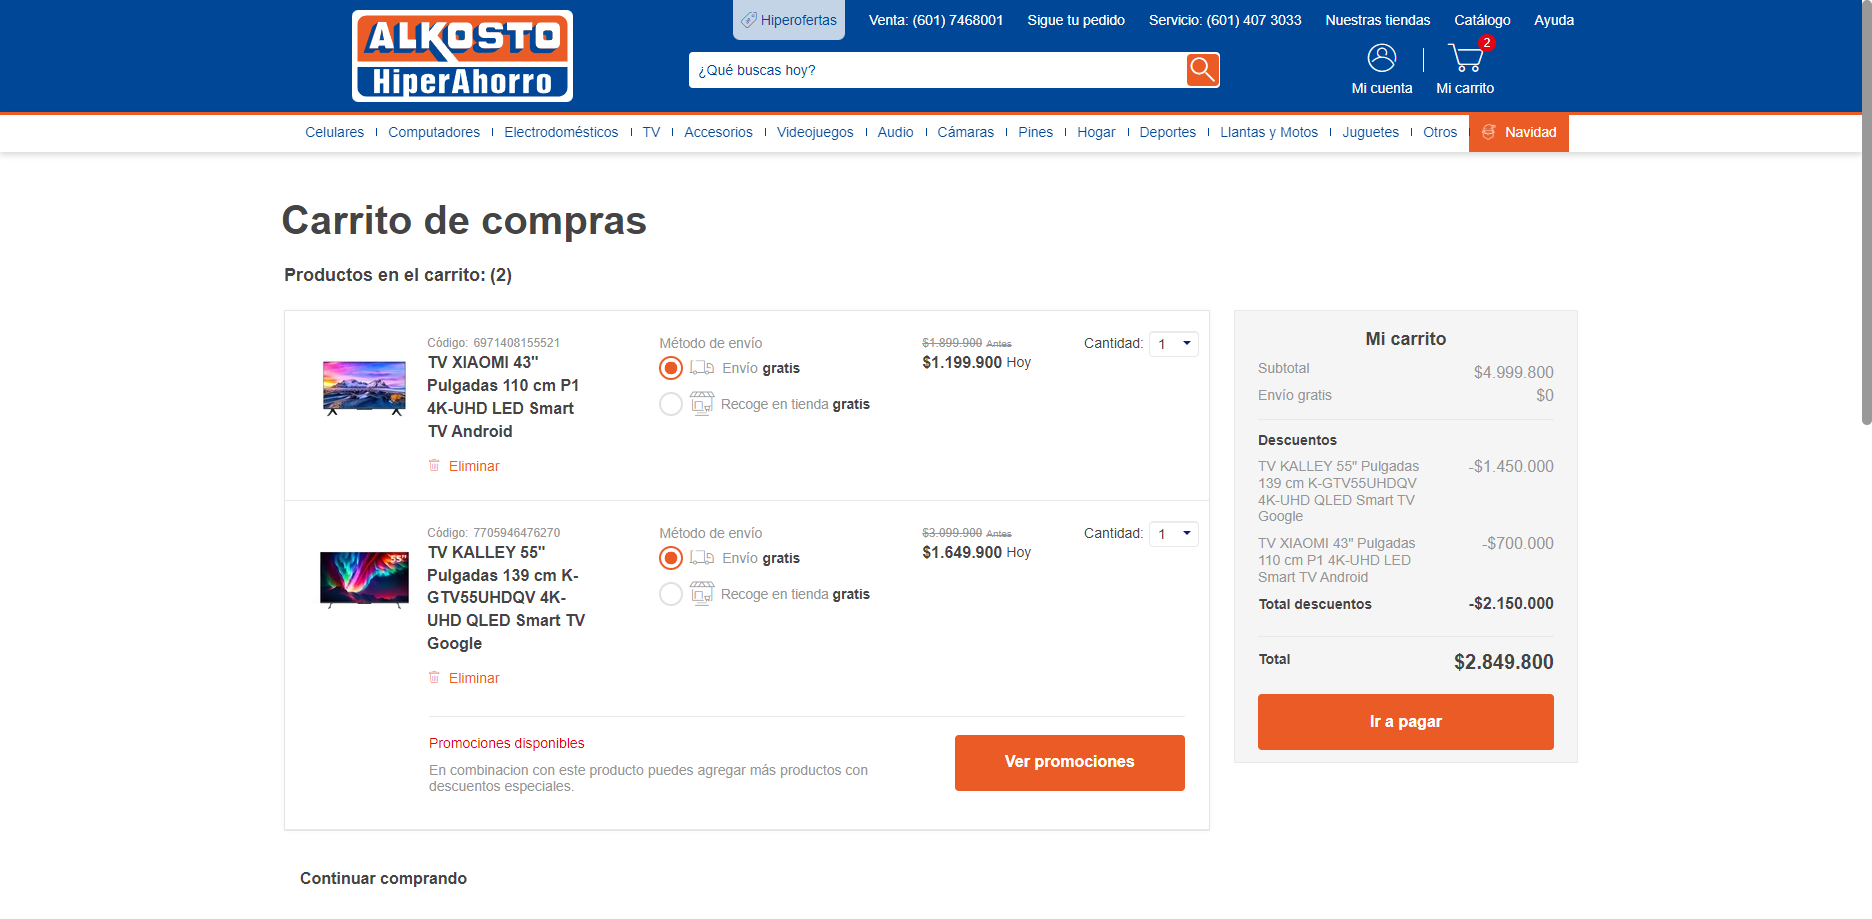 ALKOSTO
HiperAhorro
Hiperofertas
Venta: (601) 7468001
Sigue tu pedido
Servicio: (601) 407 3033
Nuestras tiendas
Catálogo
Ayuda
¿Qué buscas hoy?
Mi cuenta
2
Mi carrito
Celulares
Computadores
Electrodomésticos
TV
Accesorios
Videojuegos
Audio
Cámaras
Pines
Hogar
Deportes
Llantas y Motos
Juguetes
Otros
Navidad
Carrito de compras
Productos en el carrito: (2)
Código: 6971408155521
TV XIAOMI 43"
Pulgadas 110 cm P1
4K-UHD LED Smart
TV Android
Eliminar
Método de envío
Envío gratis
Recoge en tienda gratis
$1.899.900 Antes
$1.199.900 Hoy
Cantidad: 1
Código: 7705946476270
TV KALLEY 55"
Pulgadas 139 cm K-
GTV55UHDQV 4K-
UHD QLED Smart TV
Google
Eliminar
55"
Método de envío
Envío gratis
Recoge en tienda gratis
$3.099.900 Antes
$1.649.900 Hoy
Cantidad: 1
Promociones disponibles
En combinacion con este producto puedes agregar más productos con
descuentos especiales.
Ver promociones
Mi carrito
Subtotal $4.999.800
Envío gratis $0
Descuentos
TV KALLEY 55" Pulgadas -$1.450.000
139 cm K-GTV55UHDQV
4K-UHD QLED Smart TV
Google
TV XIAOMI 43" Pulgadas -$700.000
110 cm P1 4K-UHD LED
Smart TV Android
Total descuentos -$2.150.000
Total $2.849.800
Ir a pagar
Continuar comprando